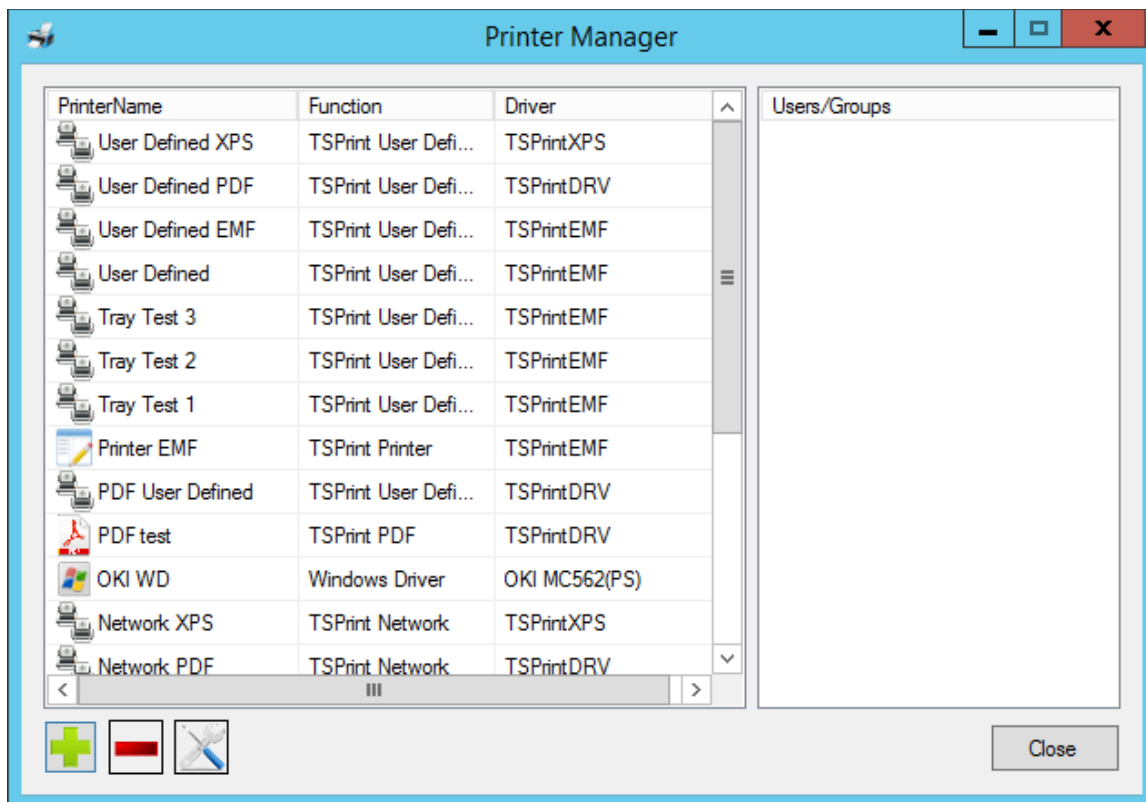 Printer Manager
PrinterName Function Driver Users/Groups
User Defined XPS TSPrint User Defi... TSPrintXPS
User Defined PDF TSPrint User Defi... TSPrintDRV
User Defined EMF TSPrint User Defi... TSPrintEMF
User Defined TSPrint User Defi... TSPrintEMF
Tray Test 3 TSPrint User Defi... TSPrintEMF
Tray Test 2 TSPrint User Defi... TSPrintEMF
Tray Test 1 TSPrint User Defi... TSPrintEMF
Printer EMF TSPrint Printer TSPrintEMF
PDF User Defined TSPrint User Defi... TSPrintDRV
PDF test TSPrint PDF TSPrintDRV
OKI WD Windows Driver OKI MC562(PS)
Network XPS TSPrint Network TSPrintXPS
Network PDF TSPrint Network TSPrintDRV
Close